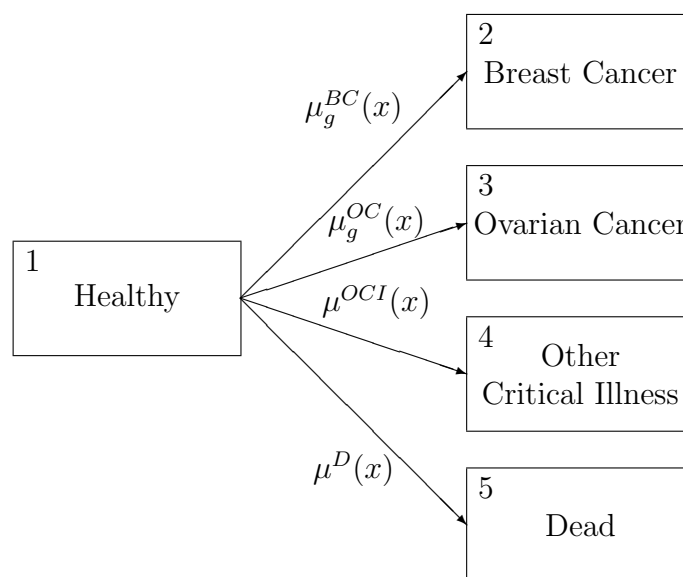 2
Breast Cancer
μ_g^{BC}(x)
3
Ovarian Cancer
μ_g^{OC}(x)
1
Healthy
μ^{OCI}(x)
4
Other
Critical Illness
μ^D(x)
5
Dead